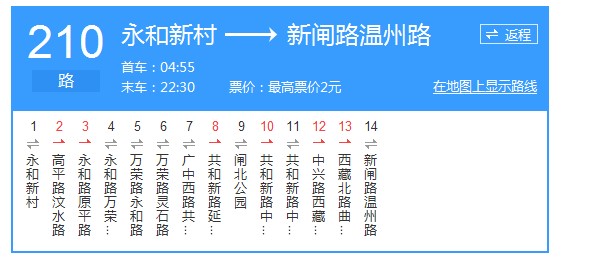 210
路
永和新村 → 新闸路温州路
返程
首车：04:55
末车：22:30
票价：最高票价2元
在地图上显示路线
1 永和新村
2 高平路汶水路
3 永和路原平路
4 永和路万荣…
5 万荣路永和路
6 万荣路灵石路
7 广中西路共…
8 共和新路延…
9 闸北公园
10 共和新路中…
11 共和新路中…
12 中兴路西藏…
13 西藏北路曲…
14 新闸路温州路